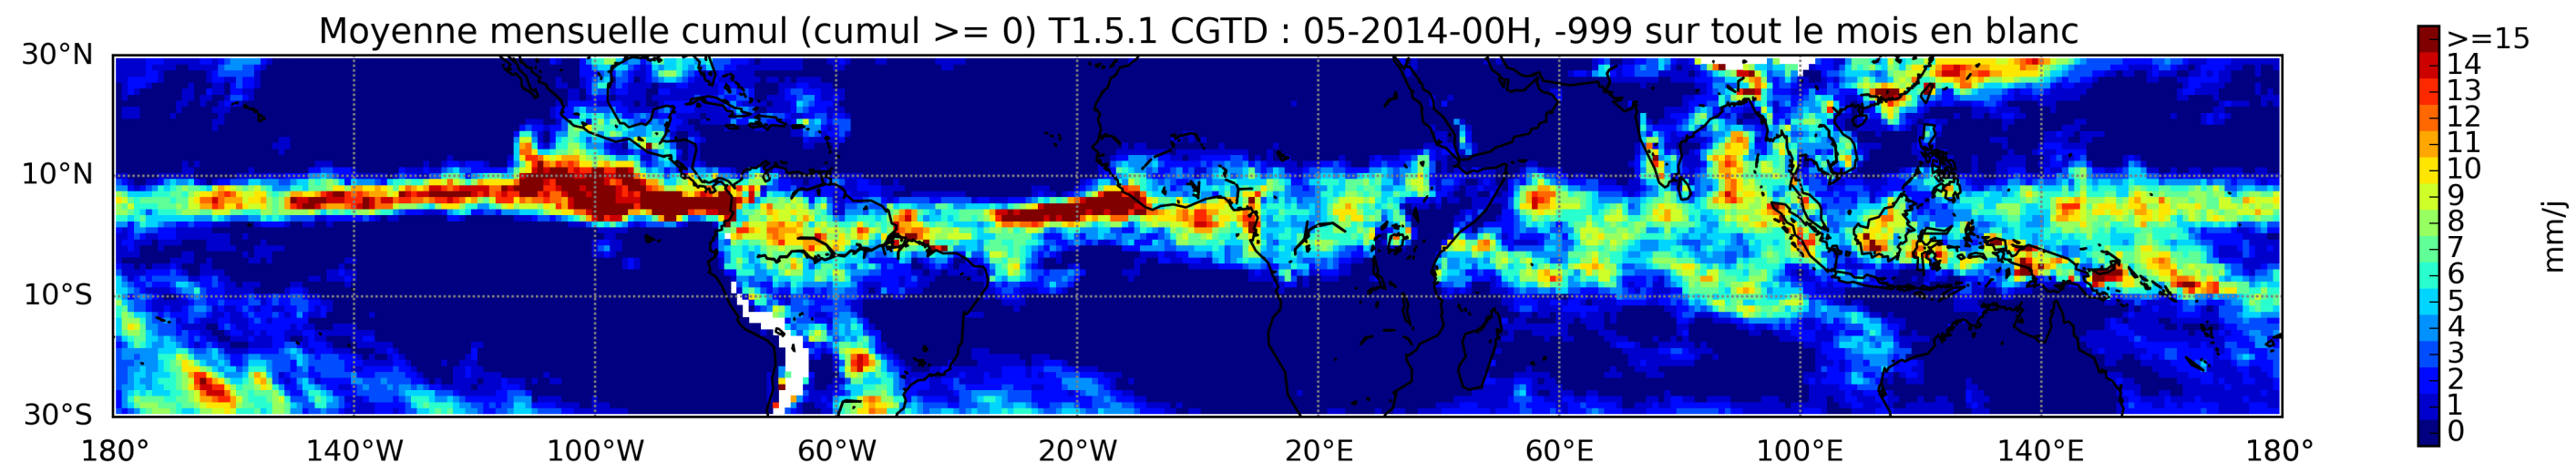 Moyenne mensuelle cumul (cumul >= 0) T1.5.1 CGTD : 05-2014-00H, -999 sur tout le mois en blanc
30°N
10°N
10°S
30°S
180° 140°W 100°W 60°W 20°W 20°E 60°E 100°E 140°E 180°
>=15
14
13
12
11
10
9
8
7
6
5
4
3
2
1
0
mm/j